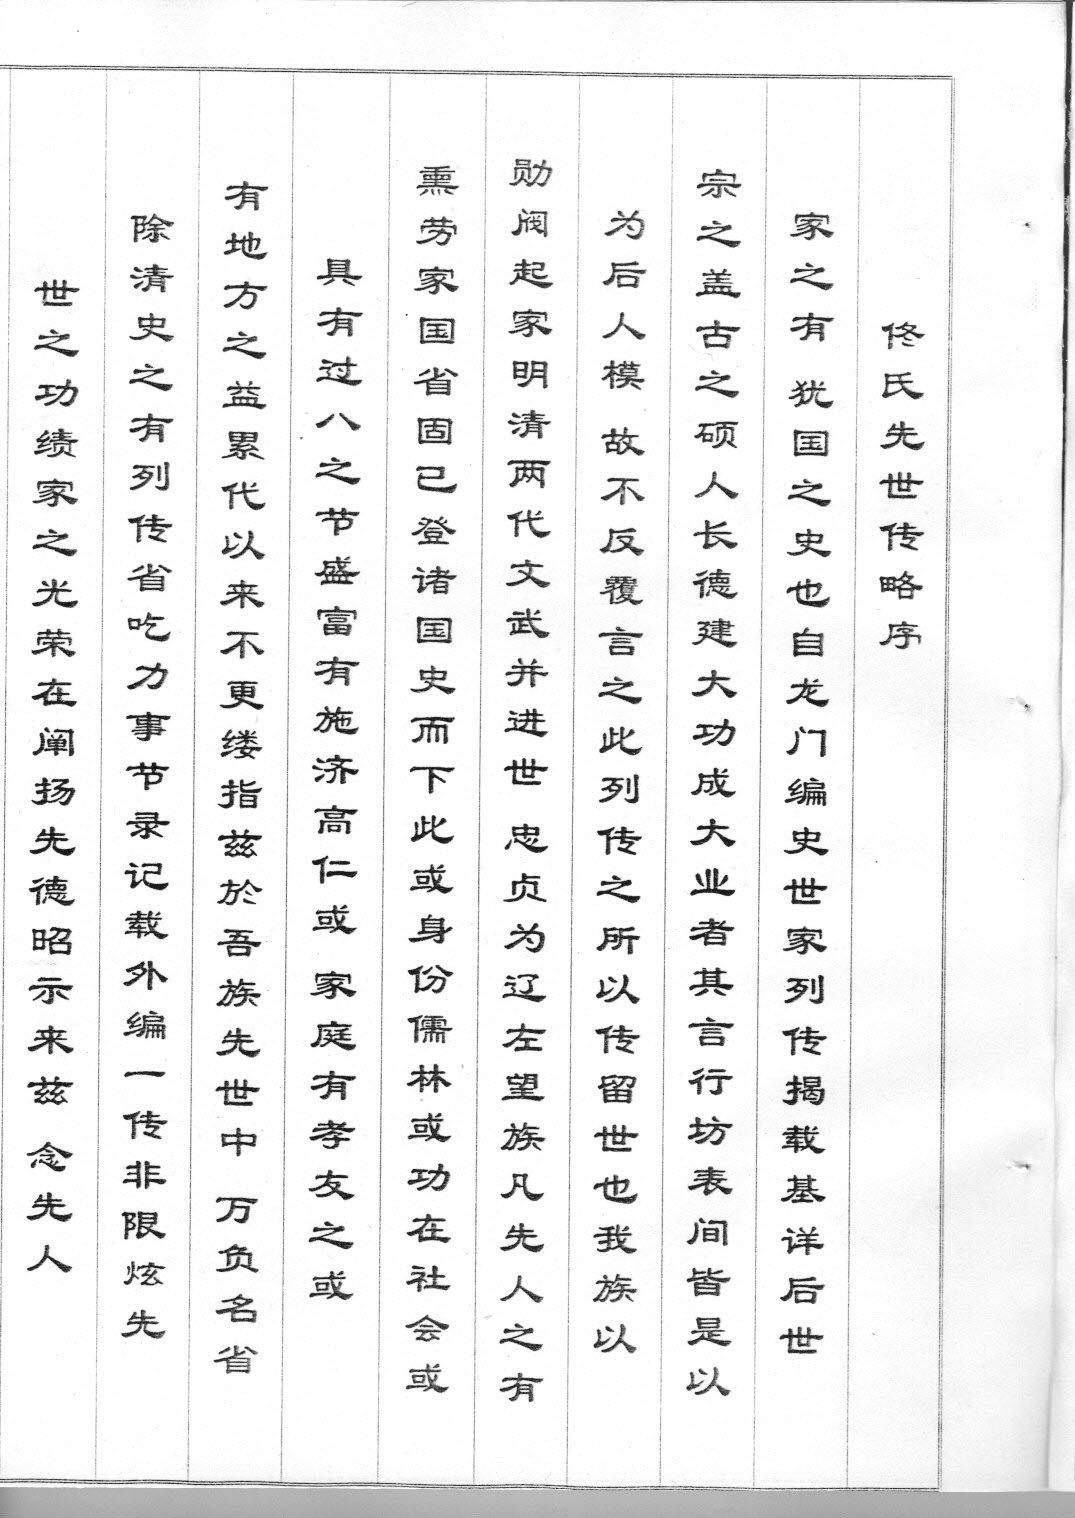 佟氏先世传略序
家之有 犹国之史也自龙门编史世家列传揭载基详后世
宗之盖古之硕人长德建大功成大业者其言行坊表间皆是以
为后人模 故不反覆言之此列传之所以传留世也我族以
勋阀起家明清两代文武并进世 忠贞为辽左望族凡先人之有
熏劳家国省固已登诸国史而下此或身份儒林或功在社会或
具有过八之节盛富有施济高仁或 家庭有孝友之或
有地方之益累代以来不更缕指兹於吾族先世中 万负名省
除清史之有列传省吃力事节录记载外编一传非限炫先
世之功绩家之光荣在阐扬先德昭示来兹 念先人